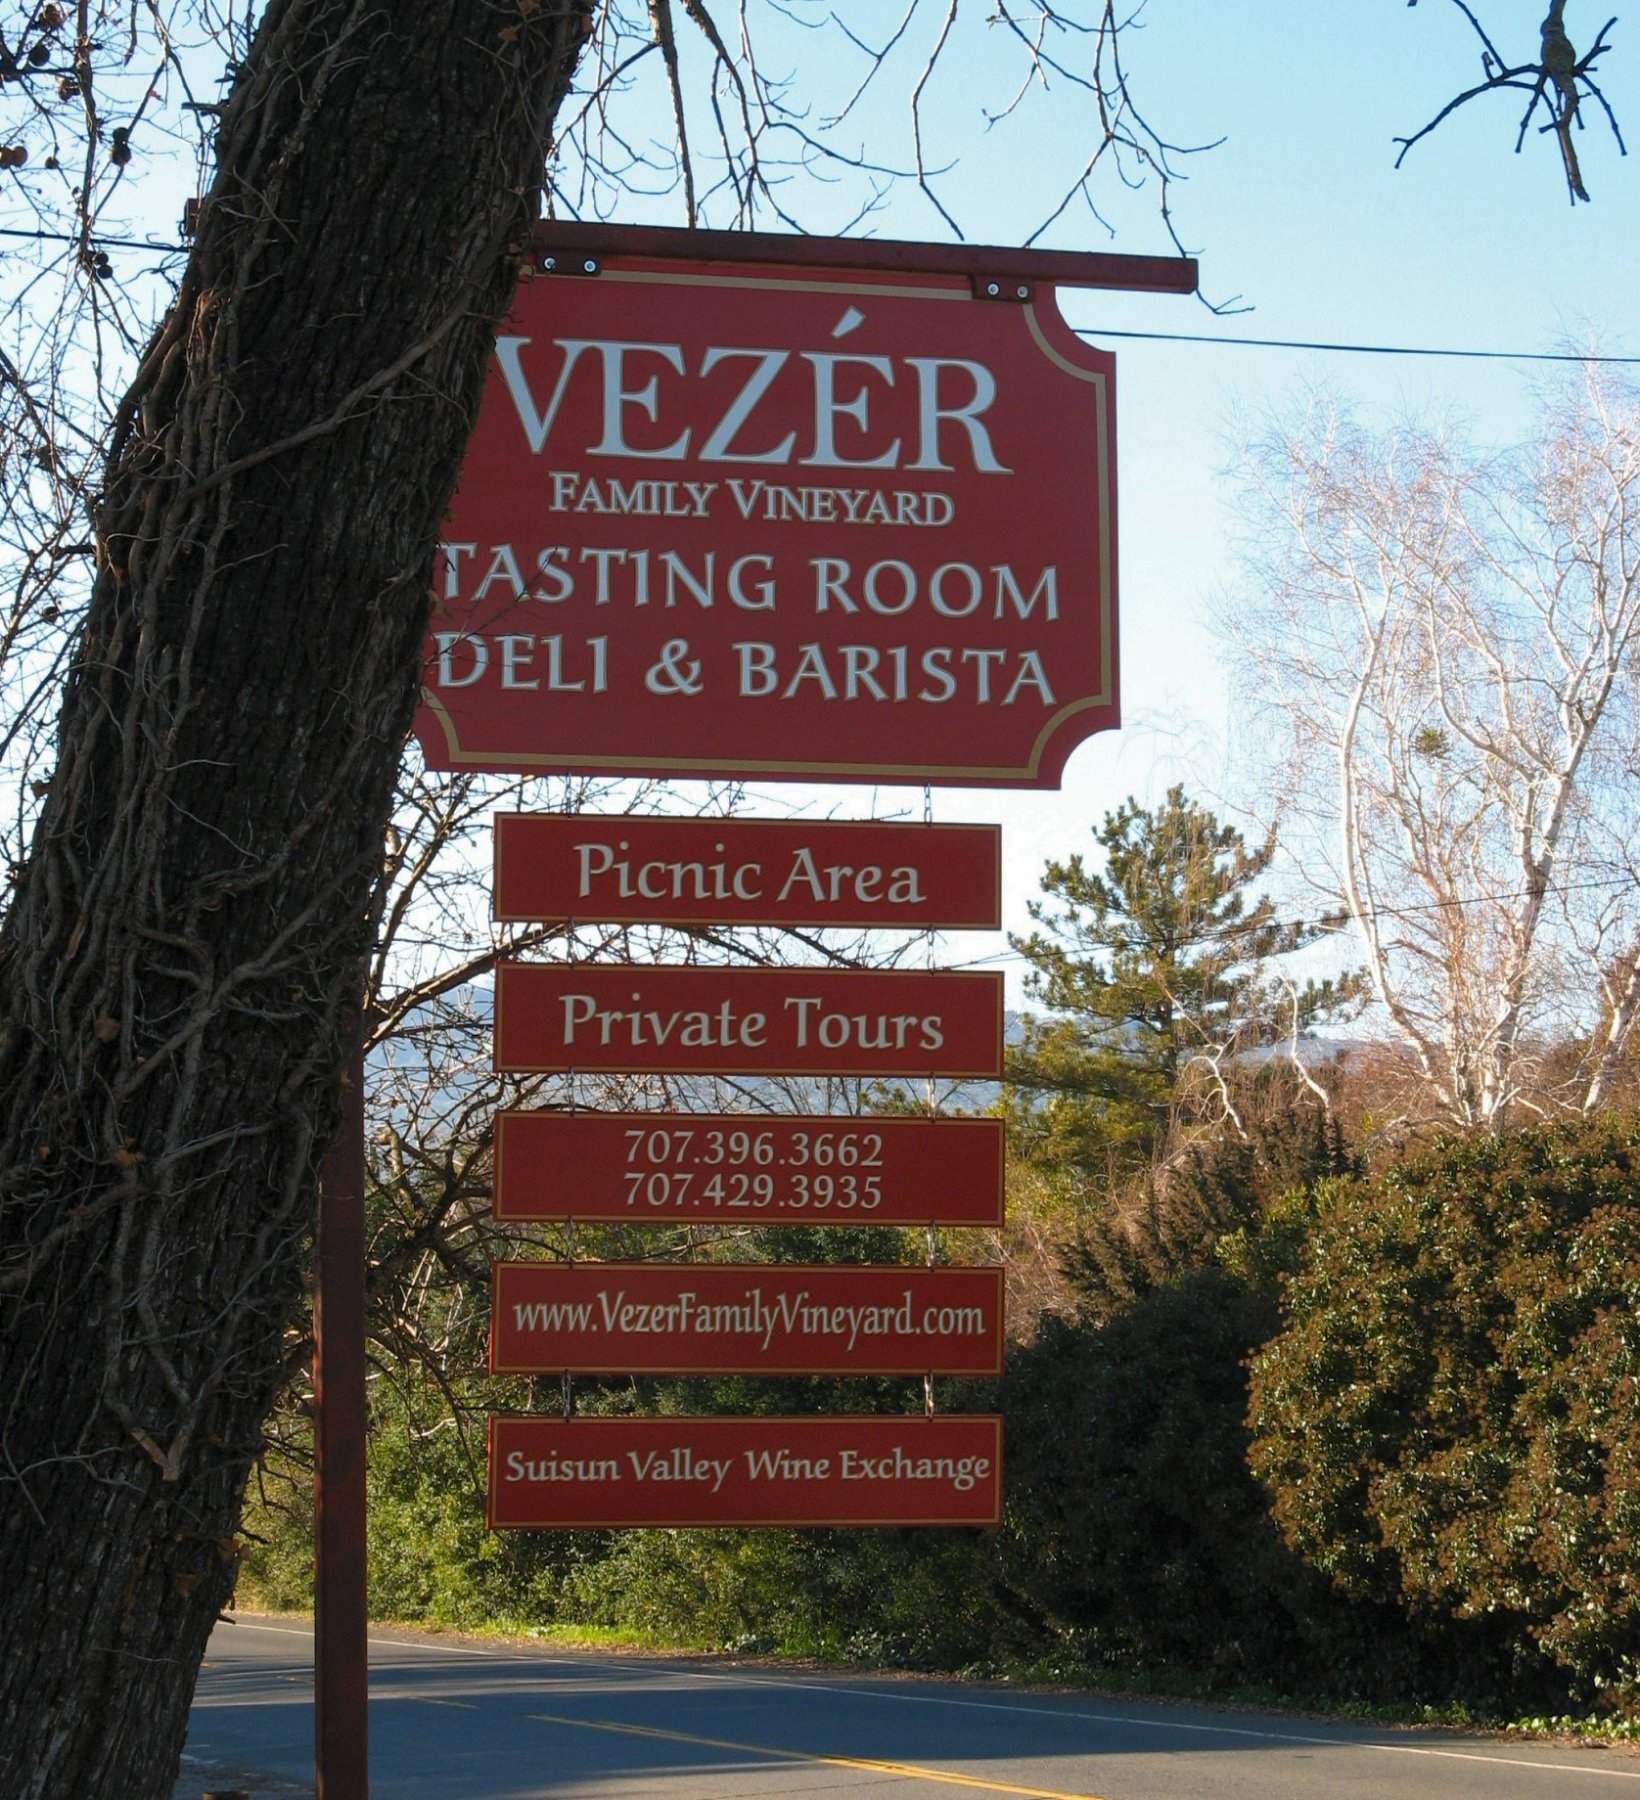 VEZÉR
FAMILY VINEYARD
TASTING ROOM
DELI & BARISTA
Picnic Area
Private Tours
707.396.3662
707.429.3935
www.VezerFamilyVineyard.com
Suisun Valley Wine Exchange